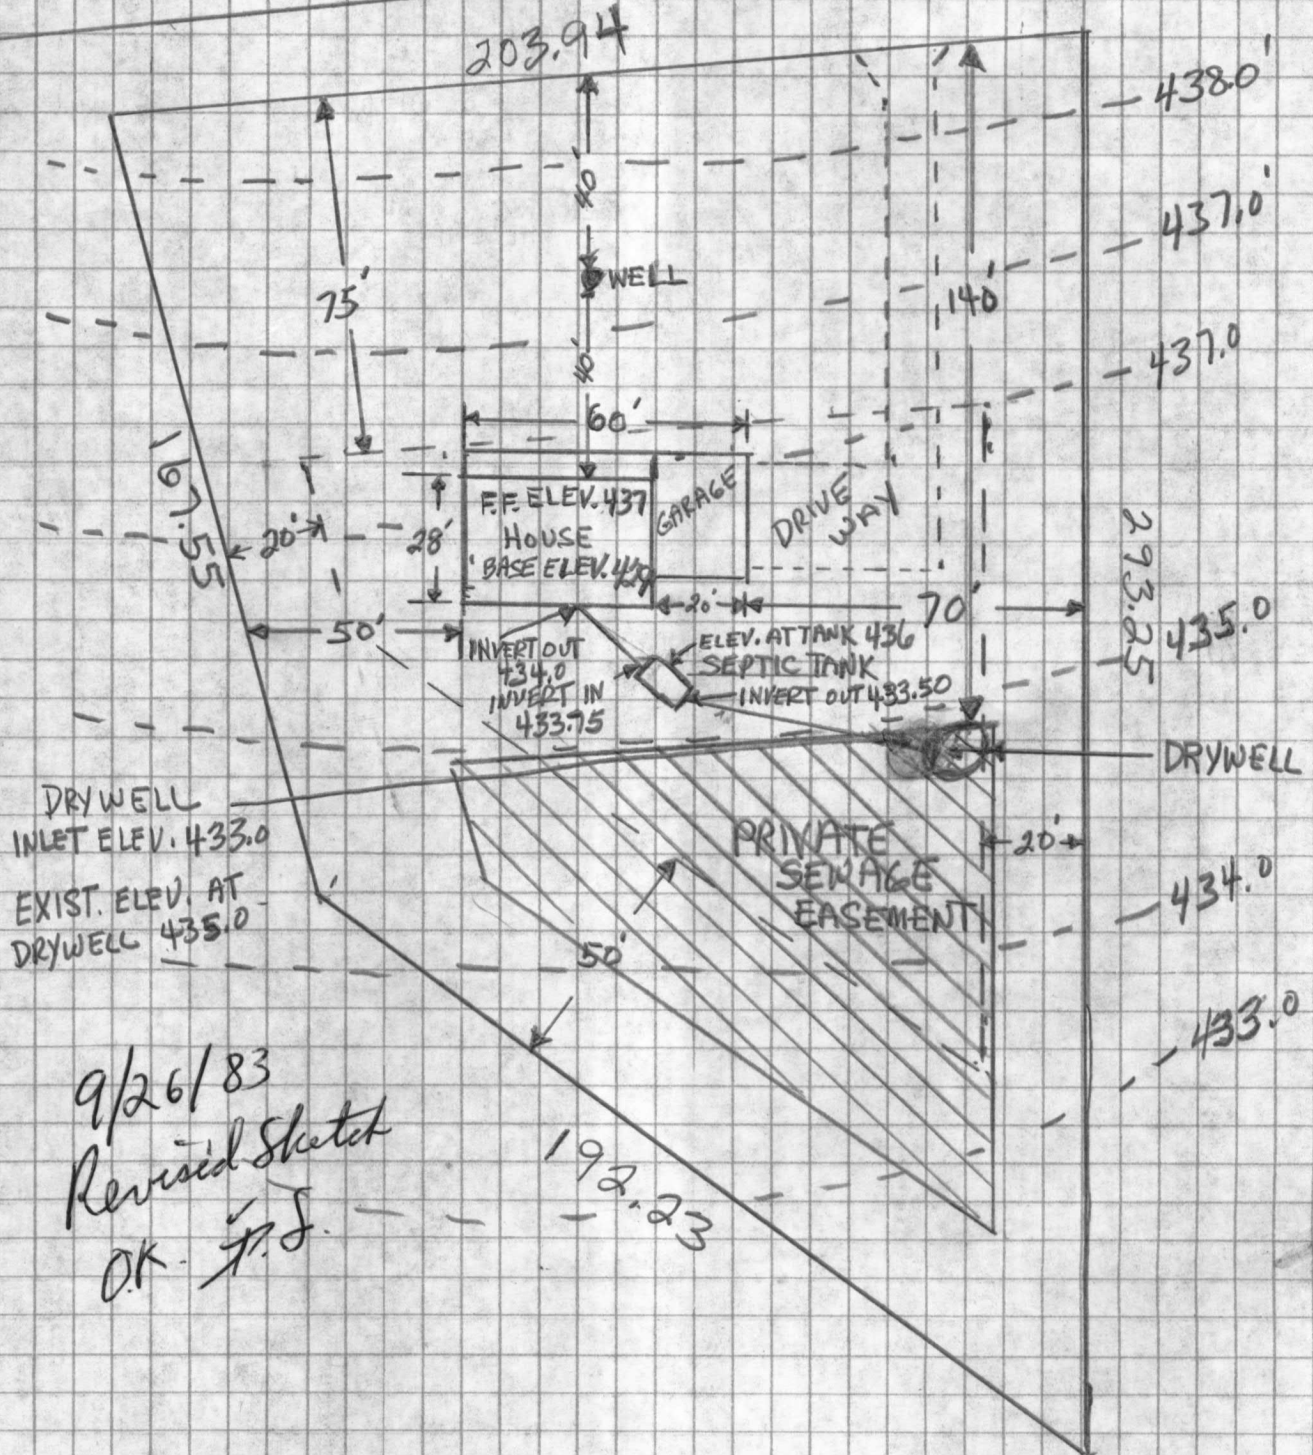 203.94
438.0'
40'
437.0'
WELL
140'
75'
40'
437.0
60'
167.55
F.F. ELEV. 437
HOUSE
BASE ELEV. 429
GARAGE
DRIVE
WAY
293.25
20'
28'
20'
70'
435.0
50'
INVERT OUT
434.0
INVERT IN
433.75
ELEV. AT TANK 436
SEPTIC TANK
INVERT OUT 433.50
DRYWELL
DRYWELL
INLET ELEV. 433.0
EXIST. ELEV. AT
DRYWELL 435.0
PRIVATE
SEWAGE
EASEMENT
20'
434.0
50'
433.0
9/26/83
Revised Sketch
O.K.
192.23